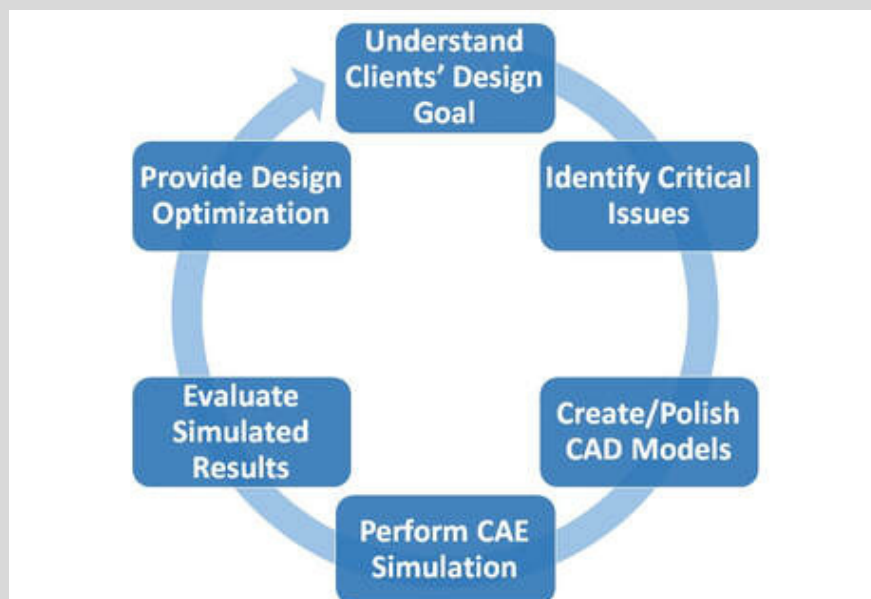 Understand
Clients’ Design
Goal
Identify Critical
Issues
Create/Polish
CAD Models
Perform CAE
Simulation
Evaluate
Simulated
Results
Provide Design
Optimization